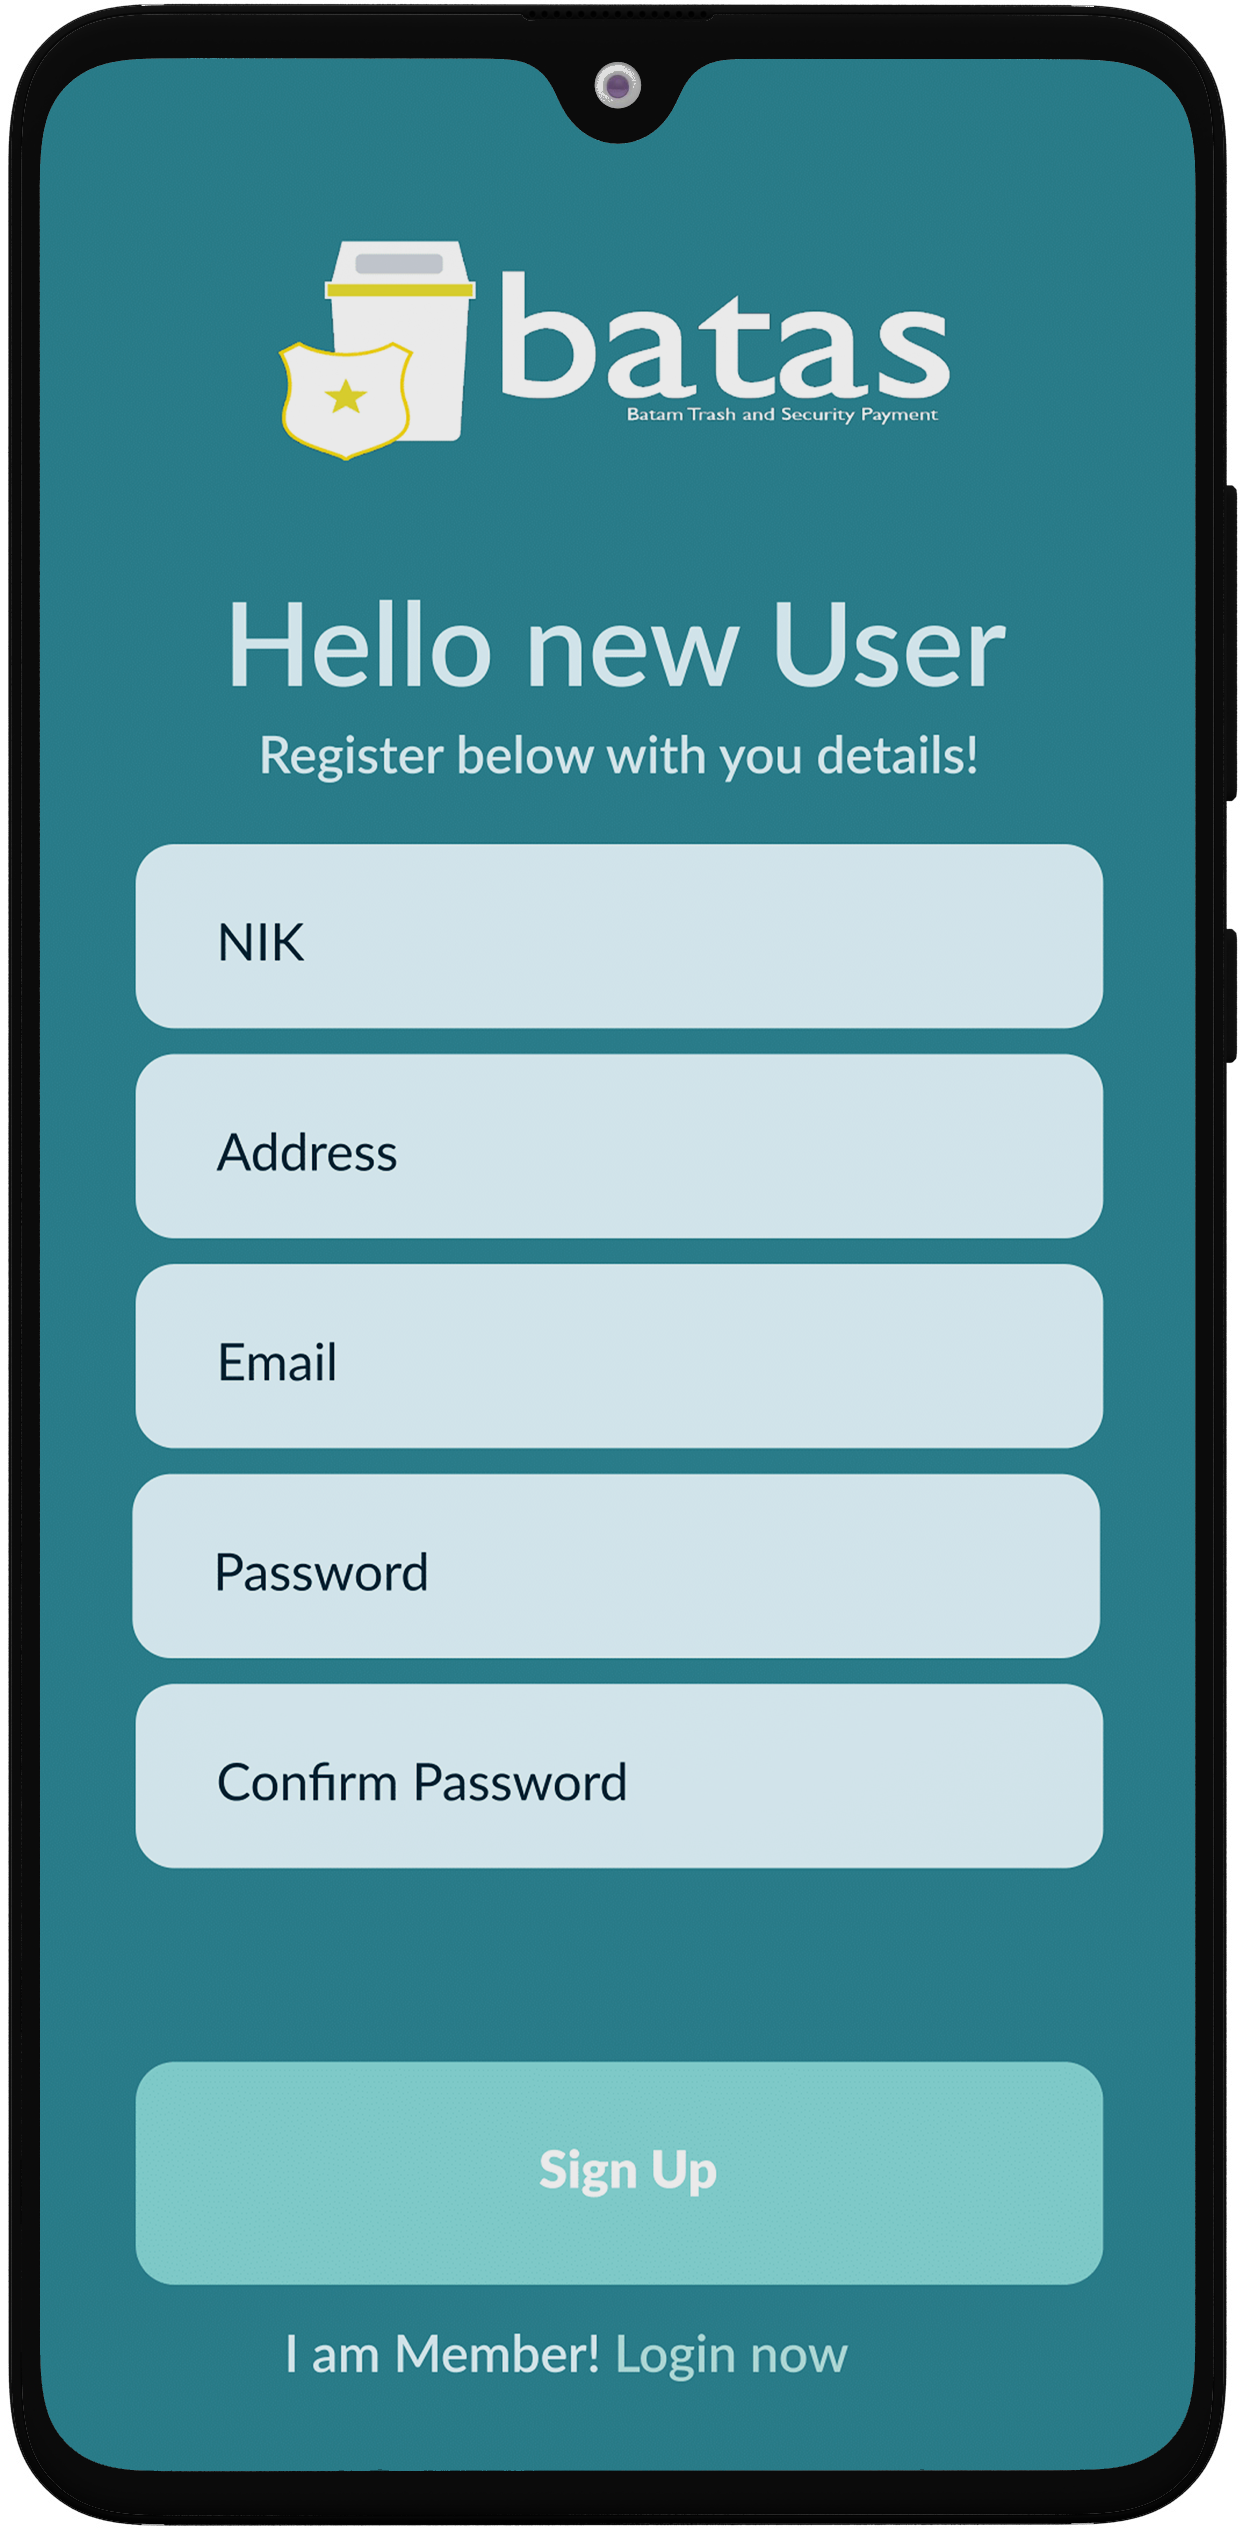 batas
Batam Trash and Security Payment
Hello new User
Register below with you details!
NIK
Address
Email
Password
Confirm Password
Sign Up
I am Member! Login now